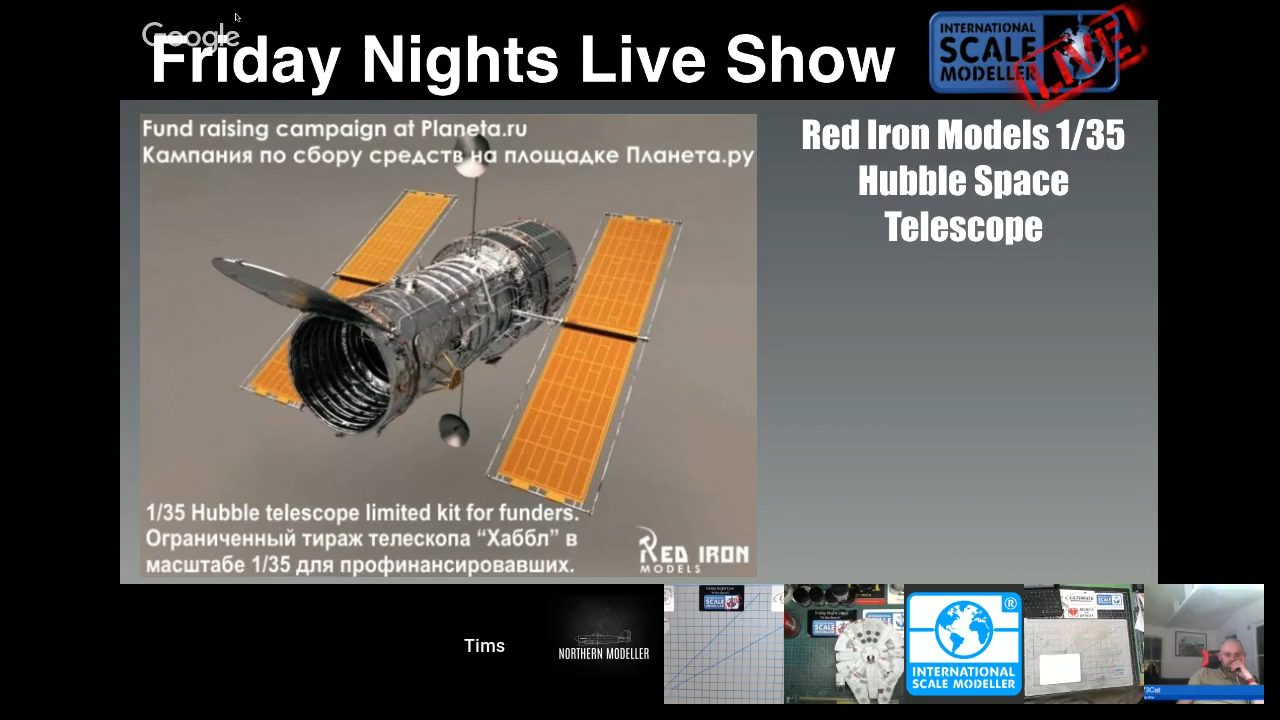 Google
Friday Nights Live Show
INTERNATIONAL
SCALE
MODELLER
LIVE
Fund raising campaign at Planeta.ru
Кампания по сбору средств на площадке Планета.ру
Red Iron Models 1/35
Hubble Space
Telescope
1/35 Hubble telescope limited kit for funders.
Ограниченный тираж телескопа “Хаббл” в
масштабе 1/35 для профинансировавших.
RED IRON
MODELS
Tims
NORTHERN MODELLER
SCALE
SCALE
INTERNATIONAL
SCALE MODELLER
®